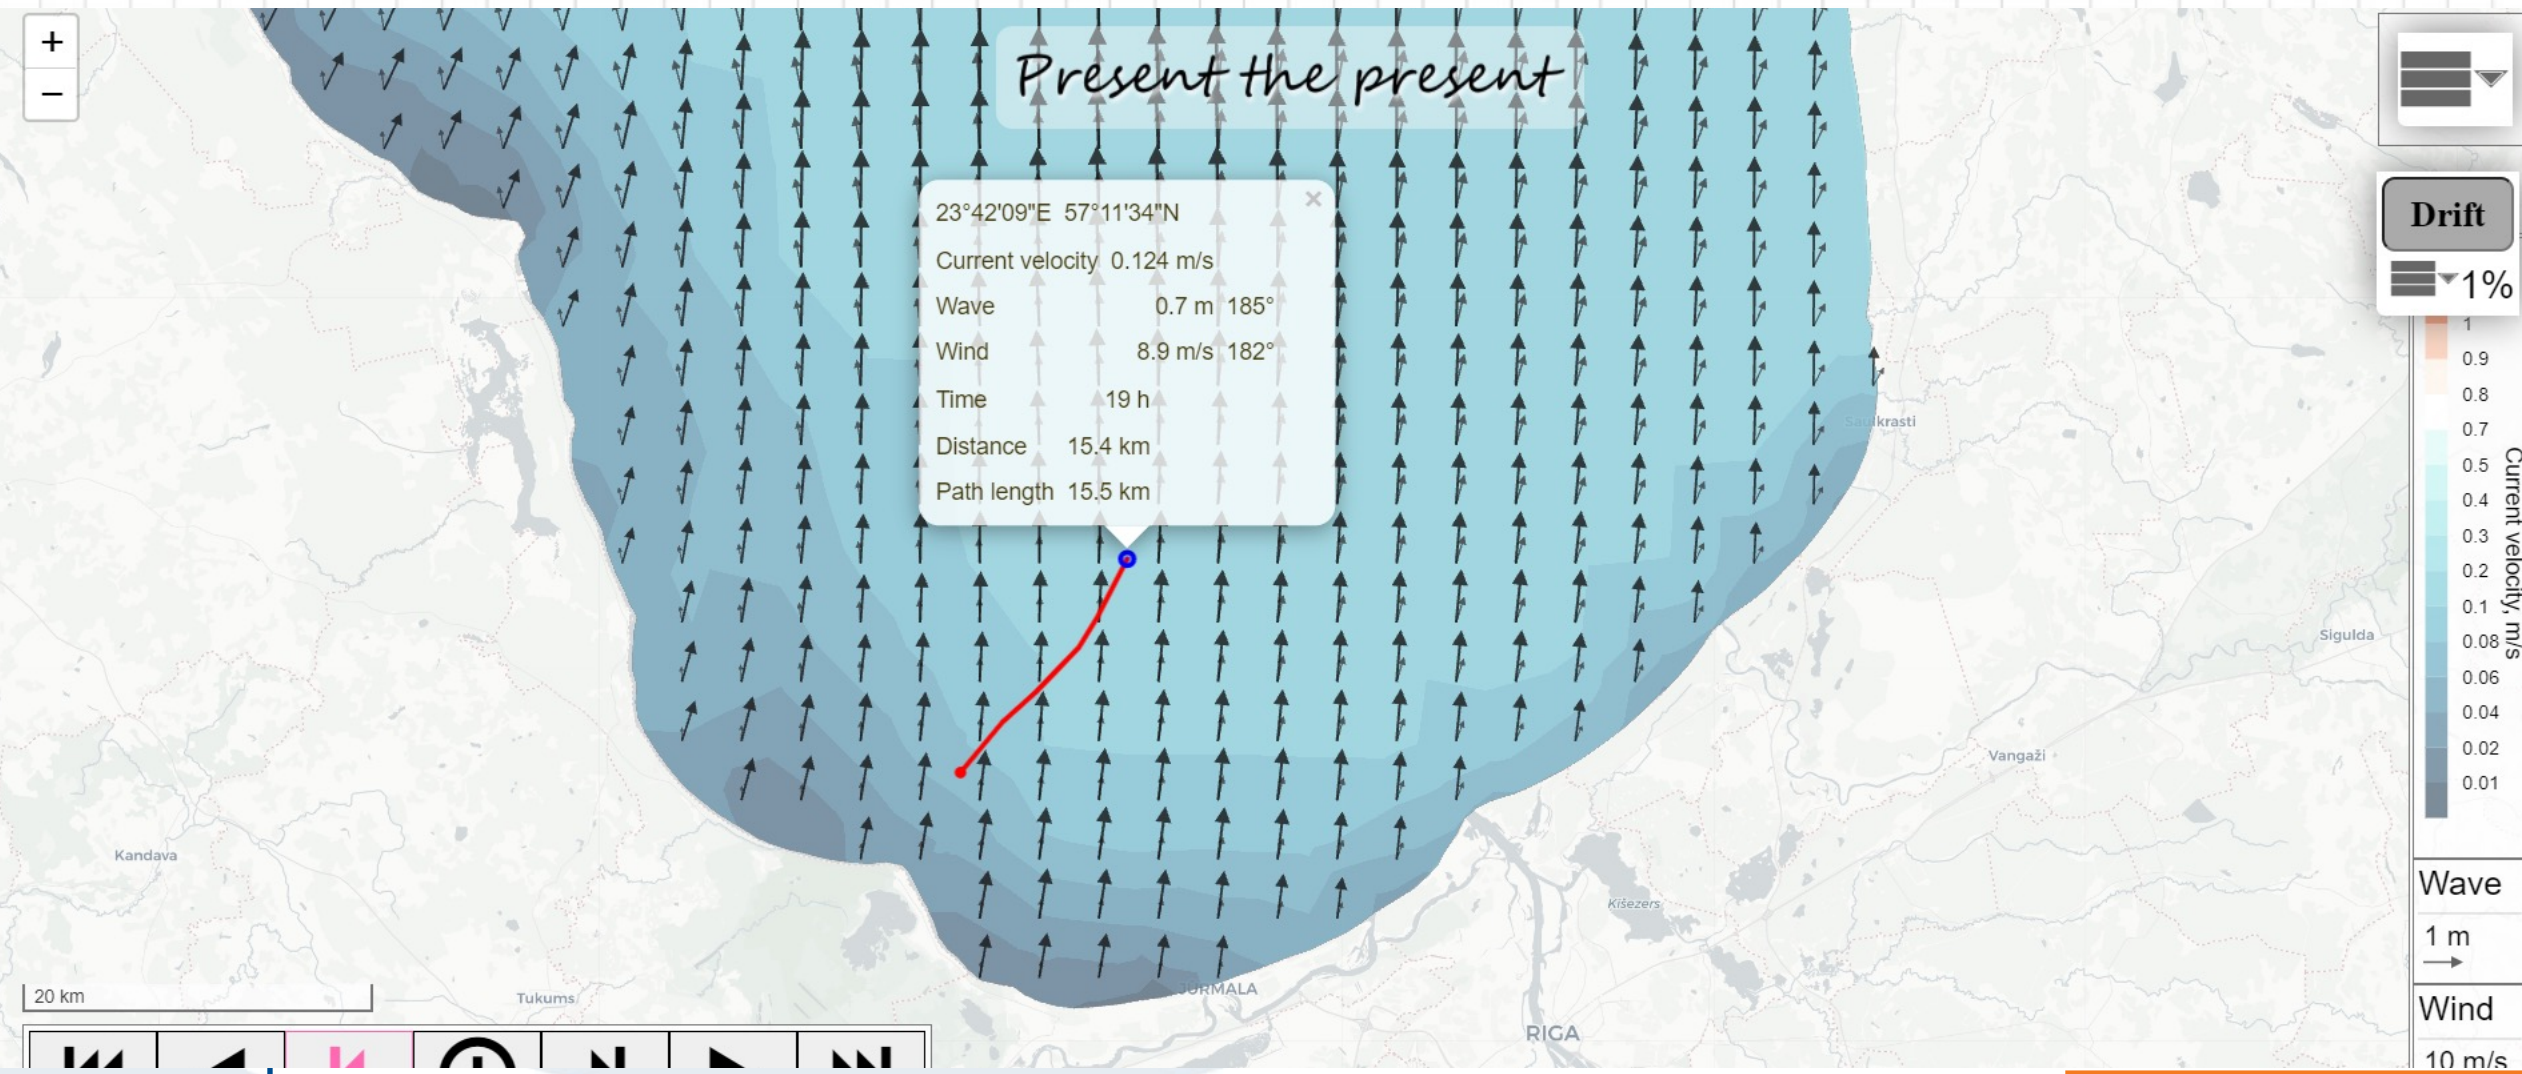 +
−
Present the present
Drift
1%
23°42'09"E 57°11'34"N
×
Current velocity 0.124 m/s
Wave 0.7 m 185°
Wind 8.9 m/s 182°
Time 19 h
Distance 15.4 km
Path length 15.5 km
1
0.9
0.8
0.7
0.5
0.4
0.3
0.2
0.1
0.08
0.06
0.04
0.02
0.01
Current velocity, m/s
Saulkrasti
Sigulda
Vangaži
Kandava
Ķīšezers
Tukums
JŪRMALA
RIGA
20 km
Wave
1 m
Wind
10 m/s